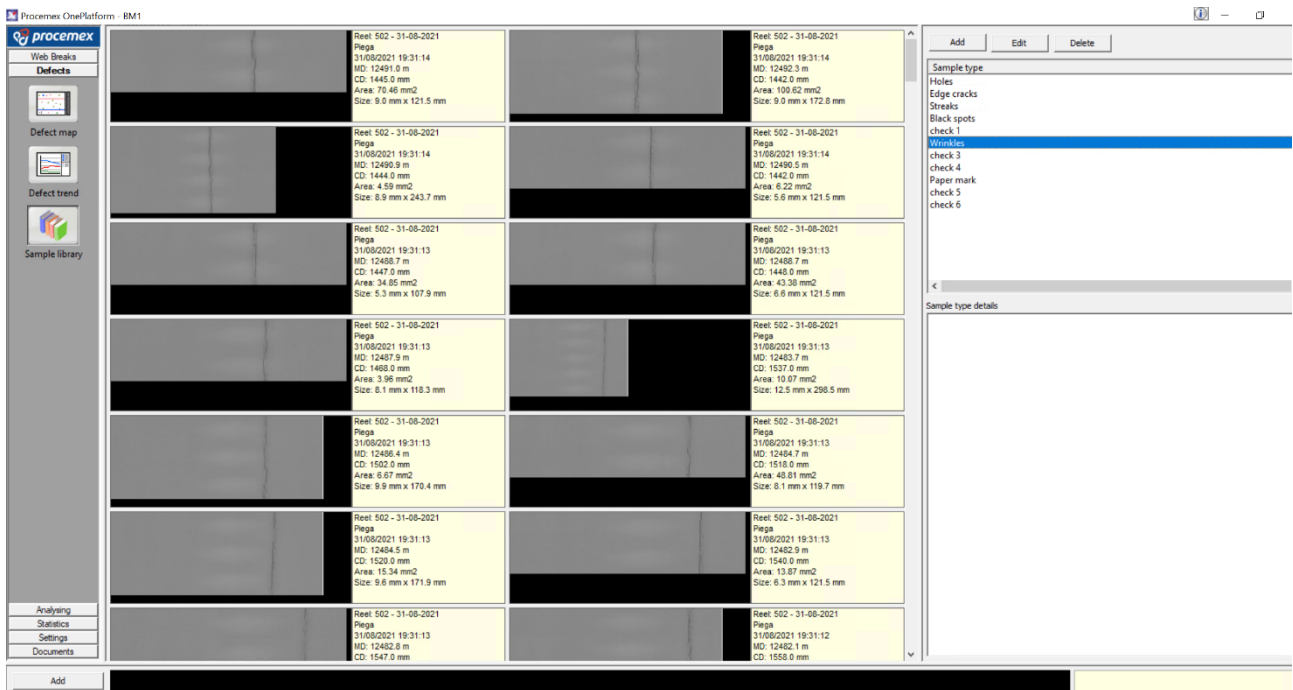 Procemex OnePlatform - BM1
procemex
Web Breaks
Defects
Defect map
Defect trend
Sample library
Analysing
Statistics
Settings
Documents
Add
Reel: 502 - 31-08-2021
Piega
31/08/2021 19:31:14
MD: 12491.0 m
CD: 1445.0 mm
Area: 70.46 mm2
Size: 9.0 mm x 121.5 mm
Reel: 502 - 31-08-2021
Piega
31/08/2021 19:31:14
MD: 12492.3 m
CD: 1442.0 mm
Area: 100.62 mm2
Size: 9.0 mm x 172.8 mm
Reel: 502 - 31-08-2021
Piega
31/08/2021 19:31:14
MD: 12490.9 m
CD: 1444.0 mm
Area: 4.59 mm2
Size: 8.9 mm x 243.7 mm
Reel: 502 - 31-08-2021
Piega
31/08/2021 19:31:14
MD: 12490.5 m
CD: 1442.0 mm
Area: 6.22 mm2
Size: 5.6 mm x 121.5 mm
Reel: 502 - 31-08-2021
Piega
31/08/2021 19:31:13
MD: 12488.7 m
CD: 1447.0 mm
Area: 34.85 mm2
Size: 5.3 mm x 107.9 mm
Reel: 502 - 31-08-2021
Piega
31/08/2021 19:31:13
MD: 12488.7 m
CD: 1448.0 mm
Area: 43.38 mm2
Size: 6.6 mm x 121.5 mm
Reel: 502 - 31-08-2021
Piega
31/08/2021 19:31:13
MD: 12487.9 m
CD: 1468.0 mm
Area: 3.96 mm2
Size: 8.1 mm x 118.3 mm
Reel: 502 - 31-08-2021
Piega
31/08/2021 19:31:13
MD: 12483.7 m
CD: 1537.0 mm
Area: 10.07 mm2
Size: 12.5 mm x 298.5 mm
Reel: 502 - 31-08-2021
Piega
31/08/2021 19:31:13
MD: 12486.4 m
CD: 1502.0 mm
Area: 6.67 mm2
Size: 9.9 mm x 170.4 mm
Reel: 502 - 31-08-2021
Piega
31/08/2021 19:31:13
MD: 12484.7 m
CD: 1518.0 mm
Area: 48.81 mm2
Size: 8.1 mm x 119.7 mm
Reel: 502 - 31-08-2021
Piega
31/08/2021 19:31:13
MD: 12484.5 m
CD: 1520.0 mm
Area: 15.34 mm2
Size: 9.6 mm x 171.9 mm
Reel: 502 - 31-08-2021
Piega
31/08/2021 19:31:13
MD: 12482.9 m
CD: 1540.0 mm
Area: 13.87 mm2
Size: 6.3 mm x 121.5 mm
Reel: 502 - 31-08-2021
Piega
31/08/2021 19:31:13
MD: 12482.8 m
CD: 1547.0 mm
Reel: 502 - 31-08-2021
Piega
31/08/2021 19:31:12
MD: 12482.1 m
CD: 1558.0 mm
Add Edit Delete
Sample type
Holes
Edge cracks
Streaks
Black spots
check 1
Wrinkles
check 3
check 4
Paper mark
check 5
check 6
Sample type details